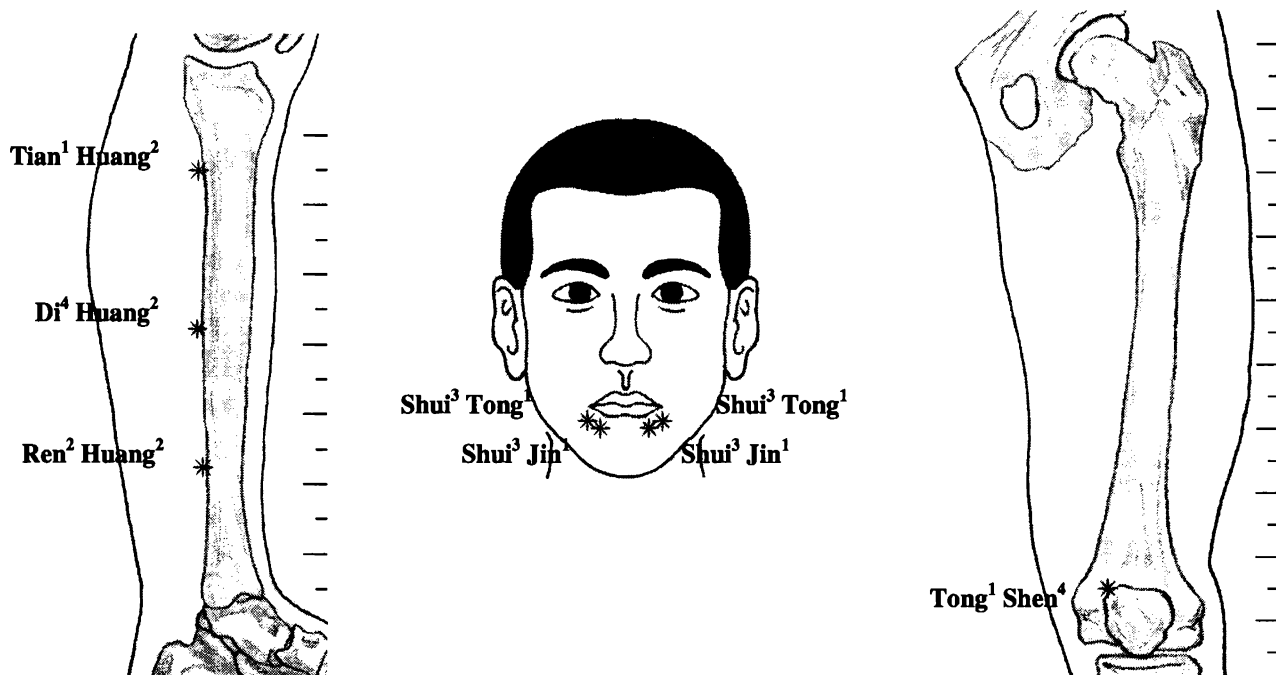 Tian¹ Huang²
Di⁴ Huang²
Ren² Huang²
Shui³ Tong¹
Shui³ Tong¹
Shui³ Jin¹
Shui³ Jin¹
Tong¹ Shen⁴